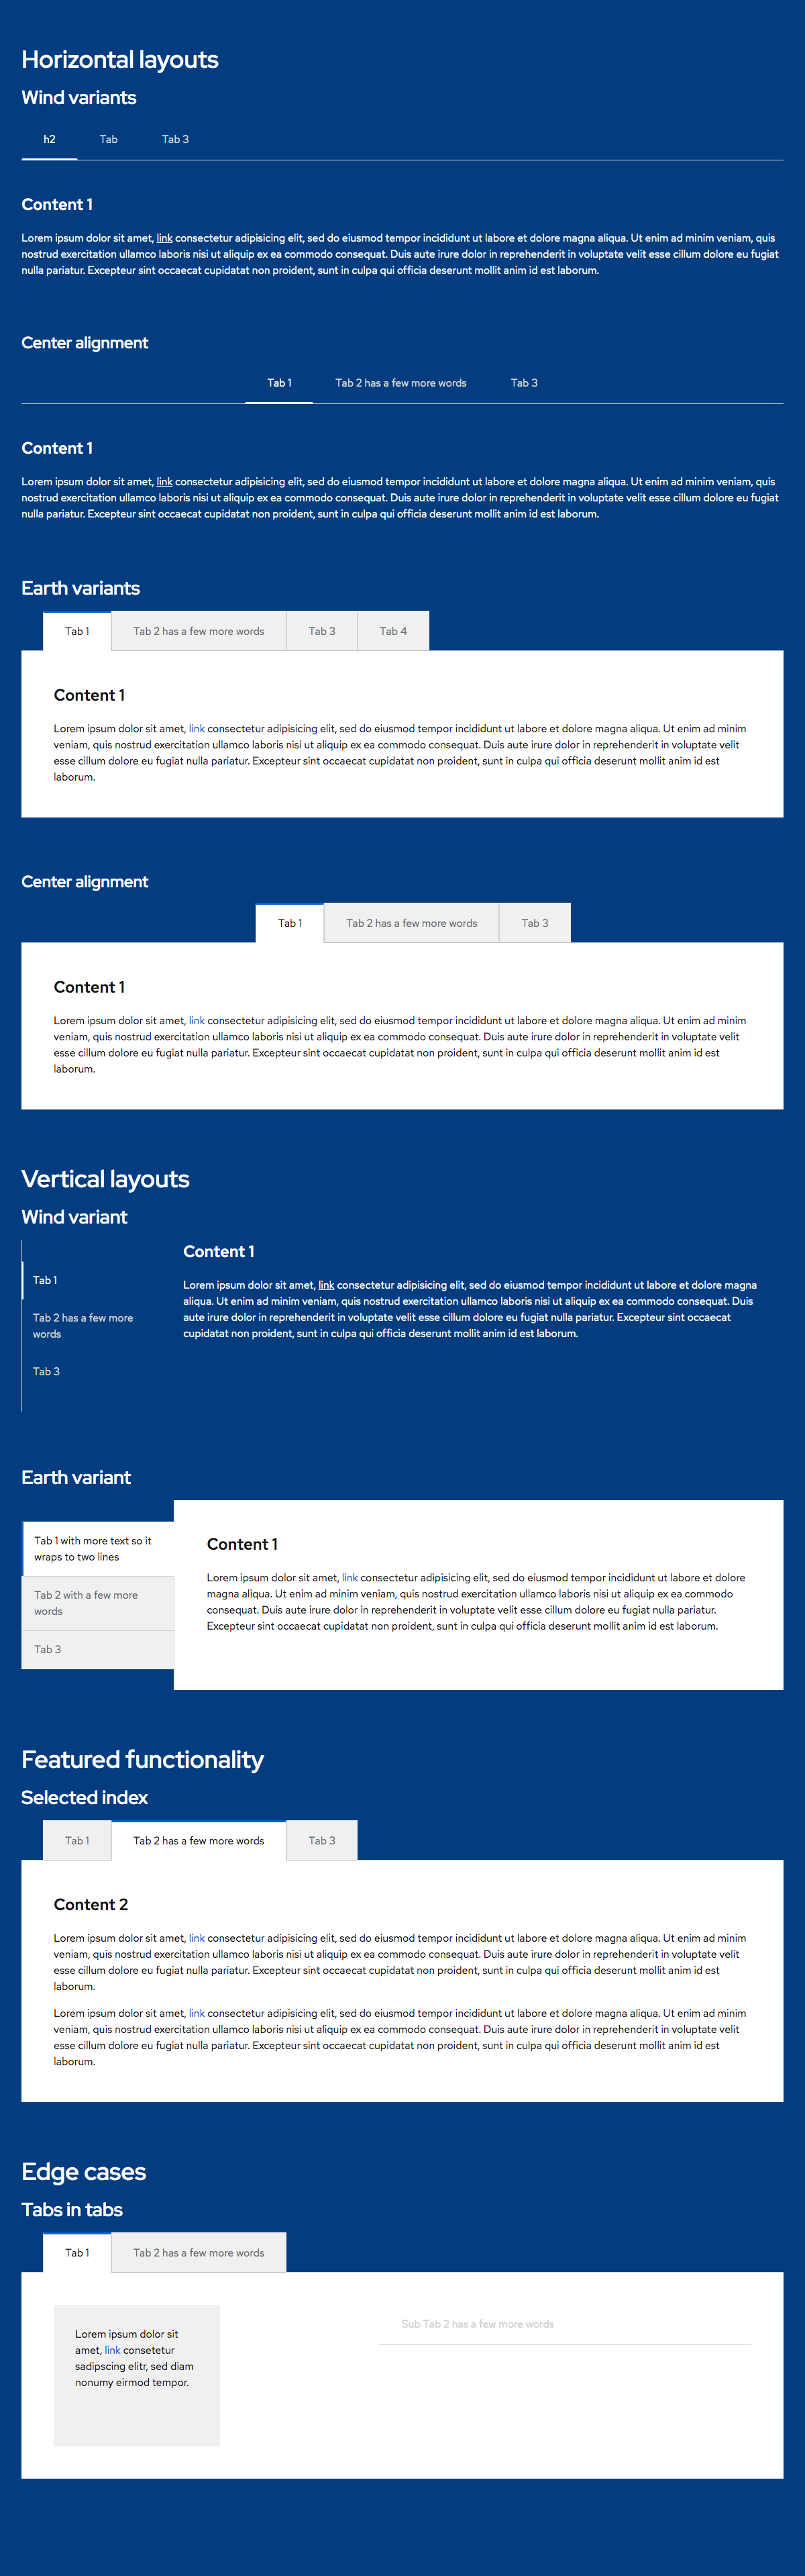 Horizontal layouts
Wind variants
h2 Tab Tab 3
Content 1
Lorem ipsum dolor sit amet, link consectetur adipisicing elit, sed do eiusmod tempor incididunt ut labore et dolore magna aliqua. Ut enim ad minim veniam, quis
nostrud exercitation ullamco laboris nisi ut aliquip ex ea commodo consequat. Duis aute irure dolor in reprehenderit in voluptate velit esse cillum dolore eu fugiat
nulla pariatur. Excepteur sint occaecat cupidatat non proident, sunt in culpa qui officia deserunt mollit anim id est laborum.
Center alignment
Tab 1 Tab 2 has a few more words Tab 3
Content 1
Lorem ipsum dolor sit amet, link consectetur adipisicing elit, sed do eiusmod tempor incididunt ut labore et dolore magna aliqua. Ut enim ad minim veniam, quis
nostrud exercitation ullamco laboris nisi ut aliquip ex ea commodo consequat. Duis aute irure dolor in reprehenderit in voluptate velit esse cillum dolore eu fugiat
nulla pariatur. Excepteur sint occaecat cupidatat non proident, sunt in culpa qui officia deserunt mollit anim id est laborum.
Earth variants
Tab 1 Tab 2 has a few more words Tab 3 Tab 4
Content 1
Lorem ipsum dolor sit amet, link consectetur adipisicing elit, sed do eiusmod tempor incididunt ut labore et dolore magna aliqua. Ut enim ad minim
veniam, quis nostrud exercitation ullamco laboris nisi ut aliquip ex ea commodo consequat. Duis aute irure dolor in reprehenderit in voluptate velit
esse cillum dolore eu fugiat nulla pariatur. Excepteur sint occaecat cupidatat non proident, sunt in culpa qui officia deserunt mollit anim id est
laborum.
Center alignment
Tab 1 Tab 2 has a few more words Tab 3
Content 1
Lorem ipsum dolor sit amet, link consectetur adipisicing elit, sed do eiusmod tempor incididunt ut labore et dolore magna aliqua. Ut enim ad minim
veniam, quis nostrud exercitation ullamco laboris nisi ut aliquip ex ea commodo consequat. Duis aute irure dolor in reprehenderit in voluptate velit
esse cillum dolore eu fugiat nulla pariatur. Excepteur sint occaecat cupidatat non proident, sunt in culpa qui officia deserunt mollit anim id est
laborum.
Vertical layouts
Wind variant
Tab 1
Tab 2 has a few more
words
Tab 3
Content 1
Lorem ipsum dolor sit amet, link consectetur adipisicing elit, sed do eiusmod tempor incididunt ut labore et dolore magna
aliqua. Ut enim ad minim veniam, quis nostrud exercitation ullamco laboris nisi ut aliquip ex ea commodo consequat. Duis
aute irure dolor in reprehenderit in voluptate velit esse cillum dolore eu fugiat nulla pariatur. Excepteur sint occaecat
cupidatat non proident, sunt in culpa qui officia deserunt mollit anim id est laborum.
Earth variant
Tab 1 with more text so it
wraps to two lines
Tab 2 with a few more
words
Tab 3
Content 1
Lorem ipsum dolor sit amet, link consectetur adipisicing elit, sed do eiusmod tempor incididunt ut labore et dolore
magna aliqua. Ut enim ad minim veniam, quis nostrud exercitation ullamco laboris nisi ut aliquip ex ea commodo
consequat. Duis aute irure dolor in reprehenderit in voluptate velit esse cillum dolore eu fugiat nulla pariatur.
Excepteur sint occaecat cupidatat non proident, sunt in culpa qui officia deserunt mollit anim id est laborum.
Featured functionality
Selected index
Tab 1 Tab 2 has a few more words Tab 3
Content 2
Lorem ipsum dolor sit amet, link consectetur adipisicing elit, sed do eiusmod tempor incididunt ut labore et dolore magna aliqua. Ut enim ad minim
veniam, quis nostrud exercitation ullamco laboris nisi ut aliquip ex ea commodo consequat. Duis aute irure dolor in reprehenderit in voluptate velit
esse cillum dolore eu fugiat nulla pariatur. Excepteur sint occaecat cupidatat non proident, sunt in culpa qui officia deserunt mollit anim id est
laborum.
Lorem ipsum dolor sit amet, link consectetur adipisicing elit, sed do eiusmod tempor incididunt ut labore et dolore magna aliqua. Ut enim ad minim
veniam, quis nostrud exercitation ullamco laboris nisi ut aliquip ex ea commodo consequat. Duis aute irure dolor in reprehenderit in voluptate velit
esse cillum dolore eu fugiat nulla pariatur. Excepteur sint occaecat cupidatat non proident, sunt in culpa qui officia deserunt mollit anim id est
laborum.
Edge cases
Tabs in tabs
Tab 1 Tab 2 has a few more words
Lorem ipsum dolor sit
amet, link consetetur
sadipscing elitr, sed diam
nonumy eirmod tempor.
Sub Tab 2 has a few more words